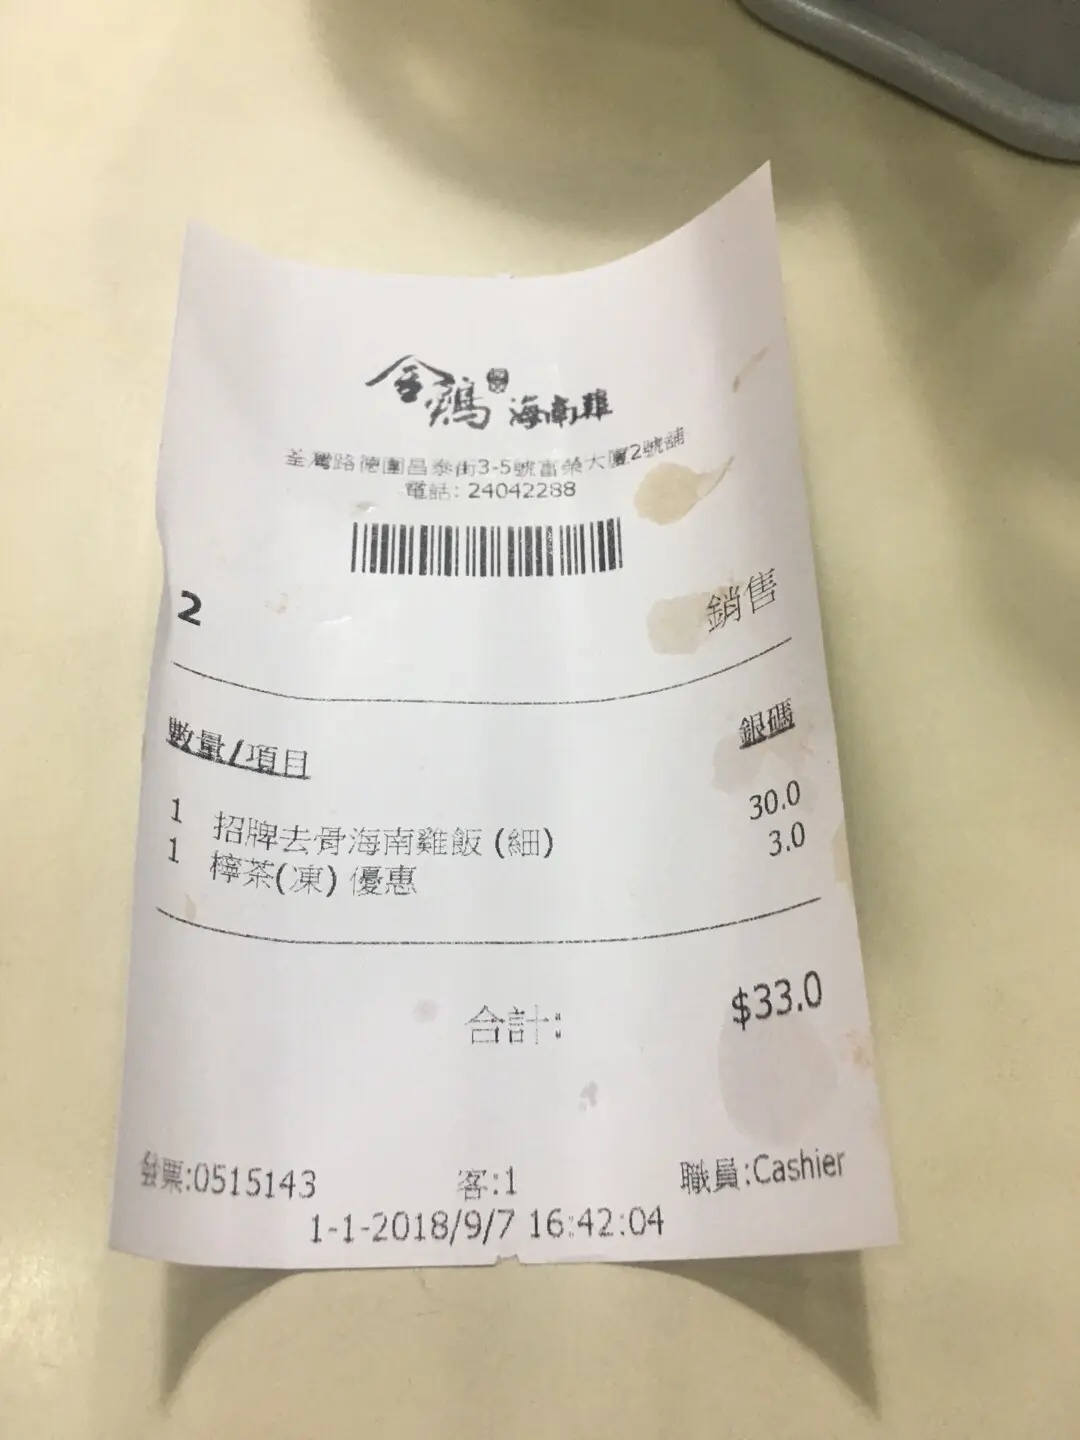 金鷄 海南雞
荃灣路德圍昌泰街3-5號富榮大厦2號舖
電話: 24042288
2
銷售
數量/項目 銀碼
1 招牌去骨海南雞飯 (細) 30.0
1 檸茶(凍) 優惠 3.0
合計: $33.0
發票:0515143 客:1 職員:Cashier
1-1-2018/9/7 16:42:04